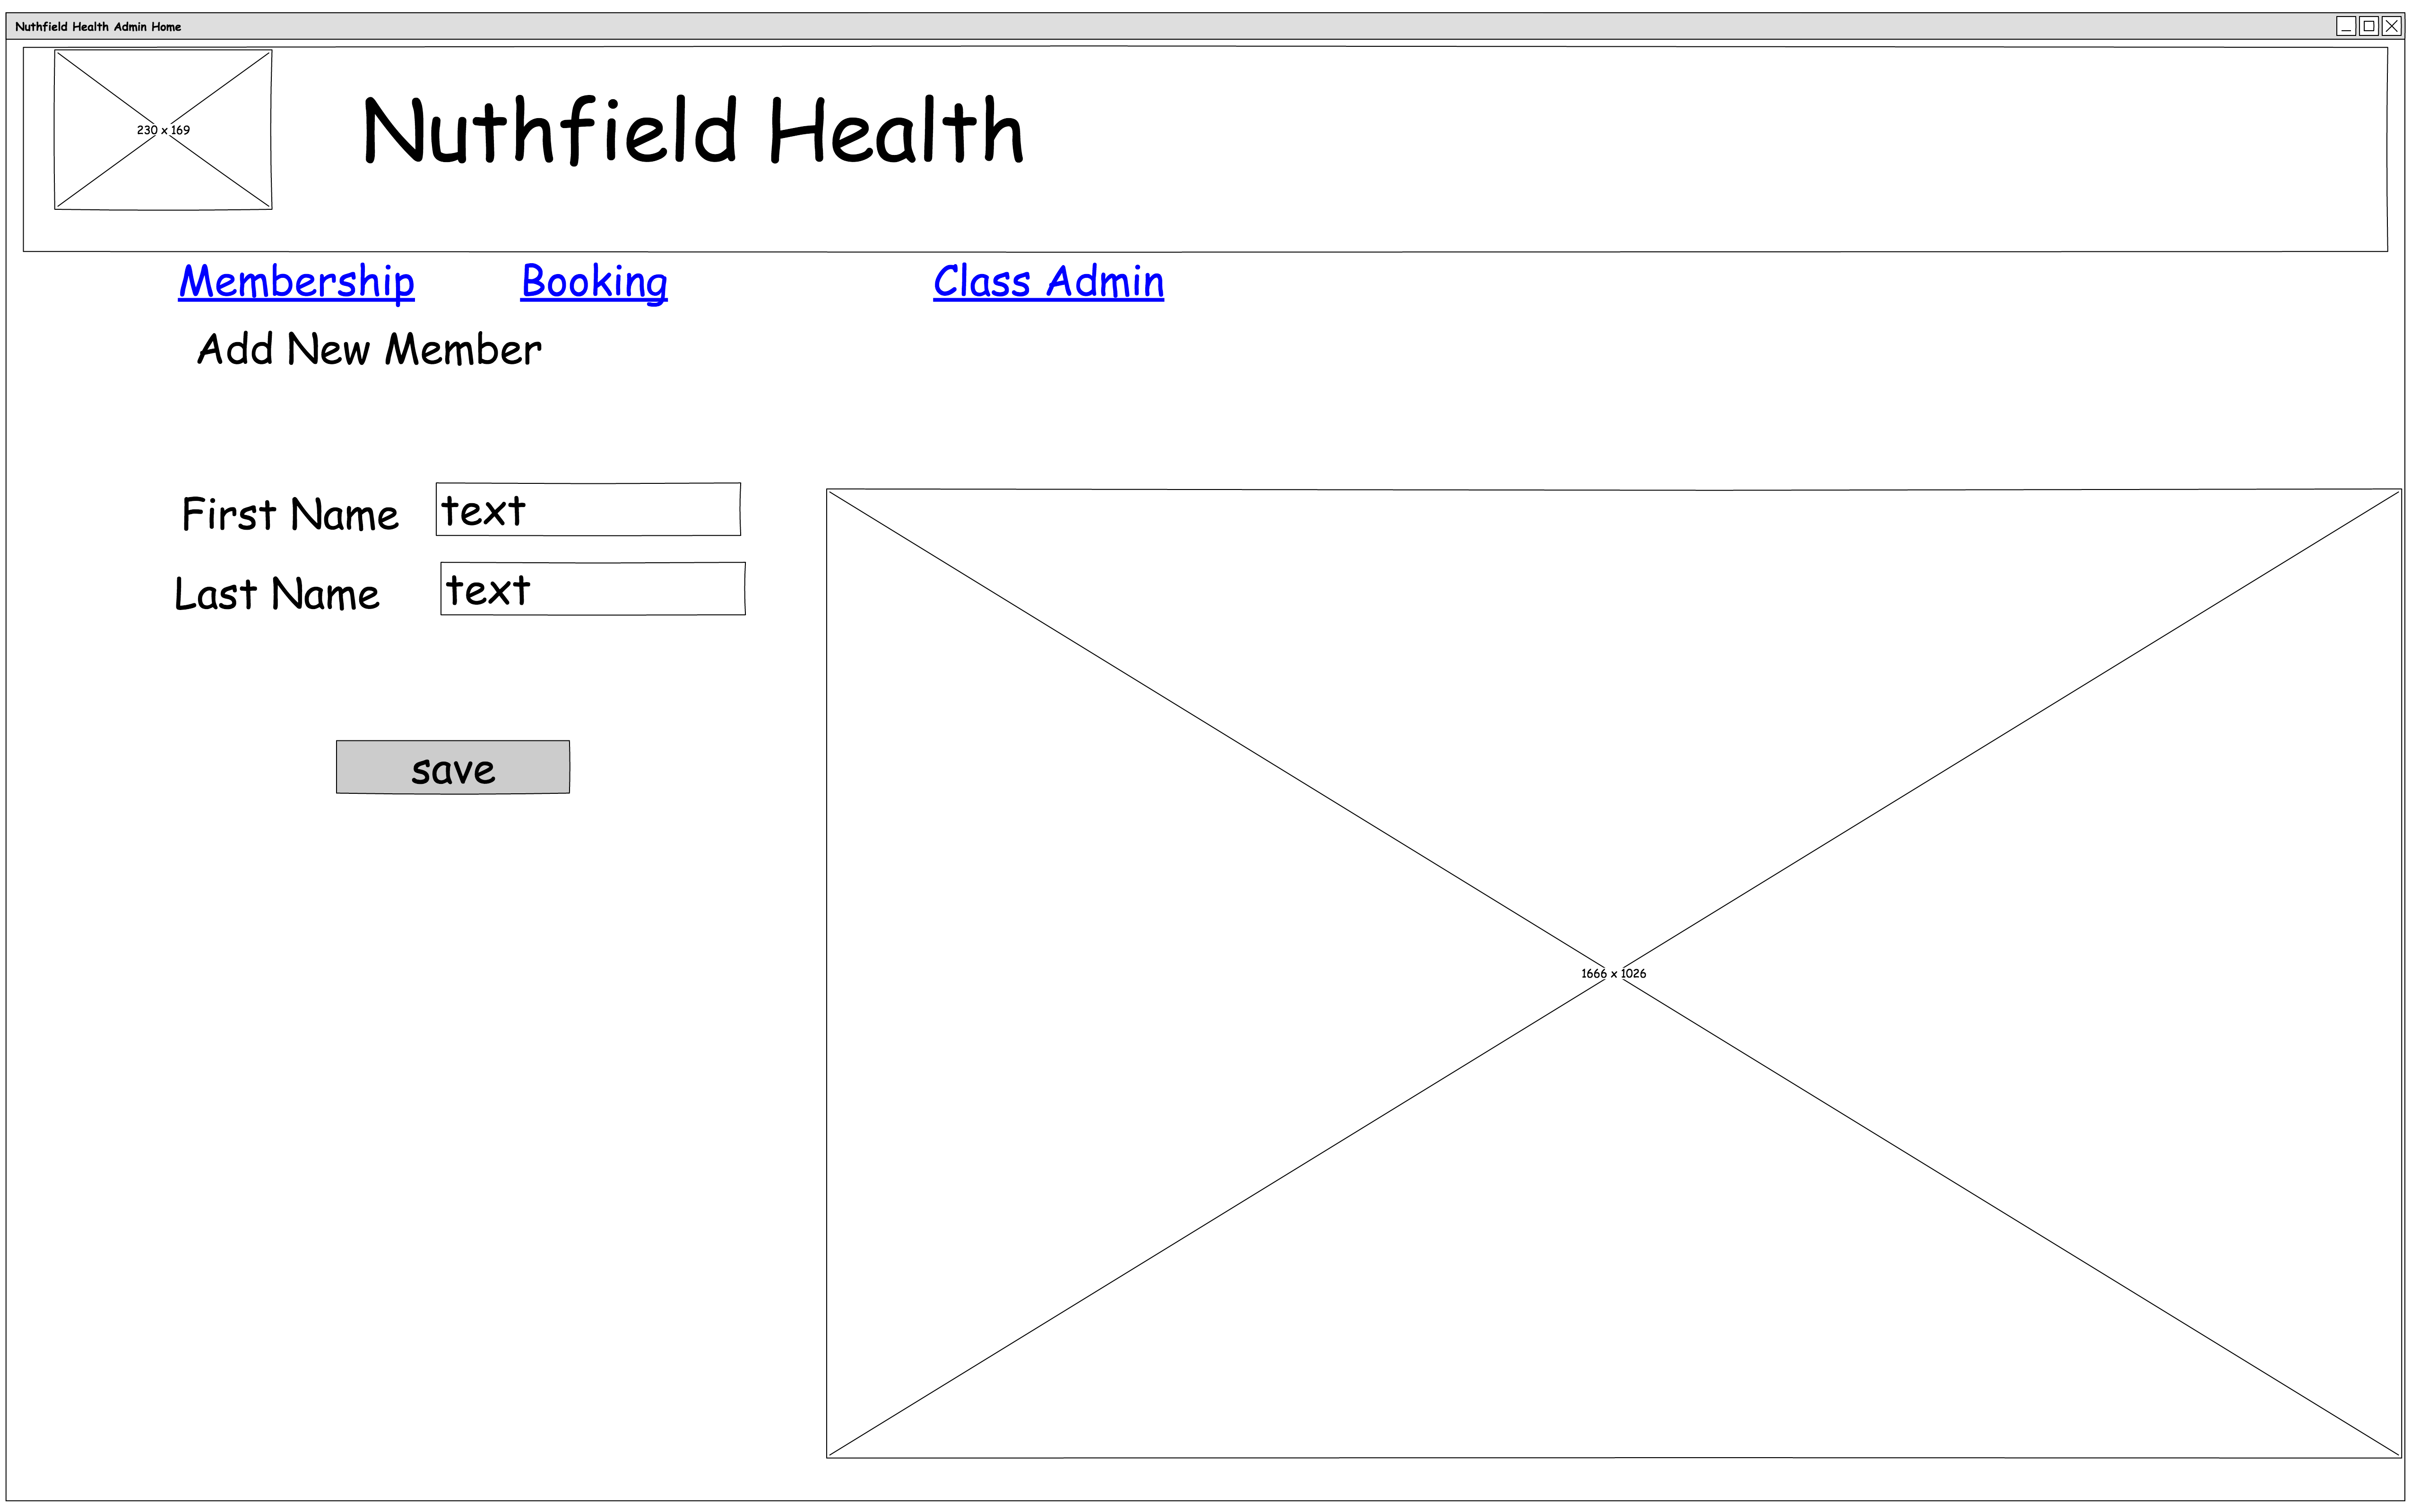 Nuthfield Health Admin Home
230 x 169
Nuthfield Health
Membership Booking Class Admin
Add New Member
First Name text
Last Name text
save
1666 x 1026